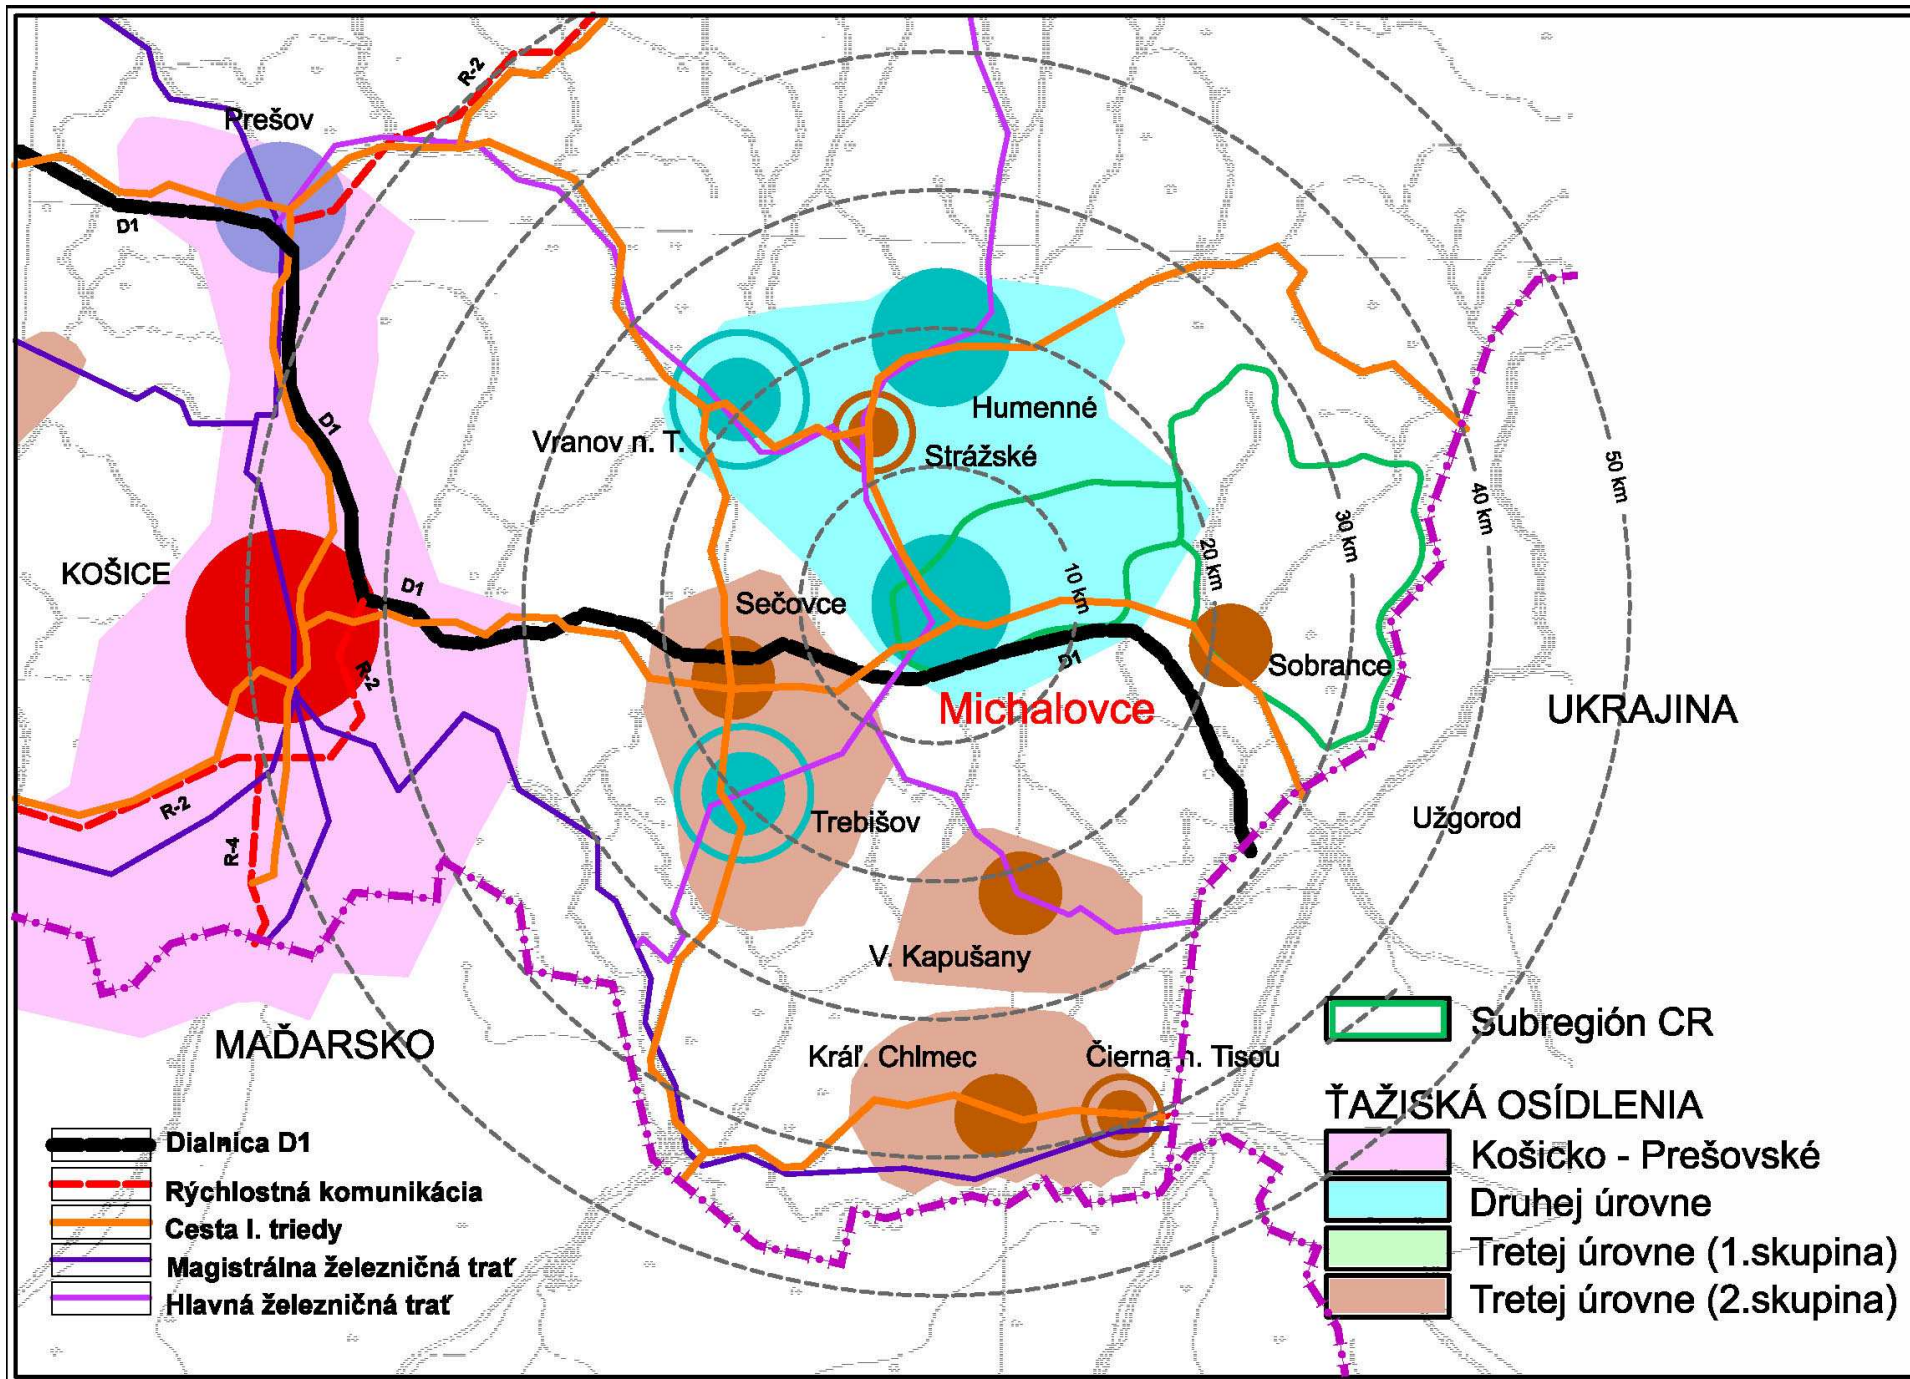 R-2
Prešov
D1
D1
Humenné
Vranov n. T.
Strážské
50 km
40 km
30 km
20 km
10 km
KOŠICE
D1
Sečovce
D1
Sobrance
R-2
Michalovce
UKRAJINA
R-2
Trebišov
Užgorod
R-4
V. Kapušany
MAĎARSKO
Kráľ. Chlmec
Čierna n. Tisou
Subregión CR
ŤAŽISKÁ OSÍDLENIA
Košicko - Prešovské
Druhej úrovne
Tretej úrovne (1.skupina)
Tretej úrovne (2.skupina)
Dialnica D1
Rýchlostná komunikácia
Cesta I. triedy
Magistrálna železničná trať
Hlavná železničná trať